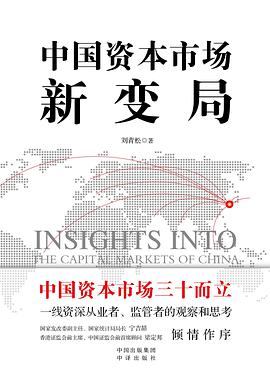 中国资本市场
新变局
刘青松◎著
INSIGHTS INTO
THE CAPITAL MARKETS OF CHINA
中国资本市场三十而立
一线资深从业者、监管者的观察和思考
国家发改委副主任、国家统计局局长 宁吉喆
香港证监会前主席、中国证监会前首席顾问 梁定邦
倾情作序
中国出版集团
中译出版社